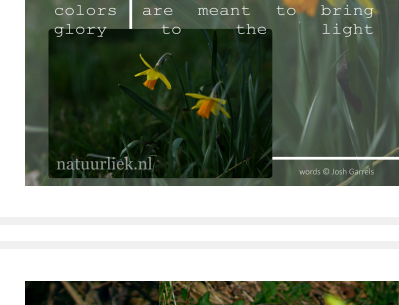 colors are meant to bring
glory to the light
natuurliek.nl
words © Josh Garrels